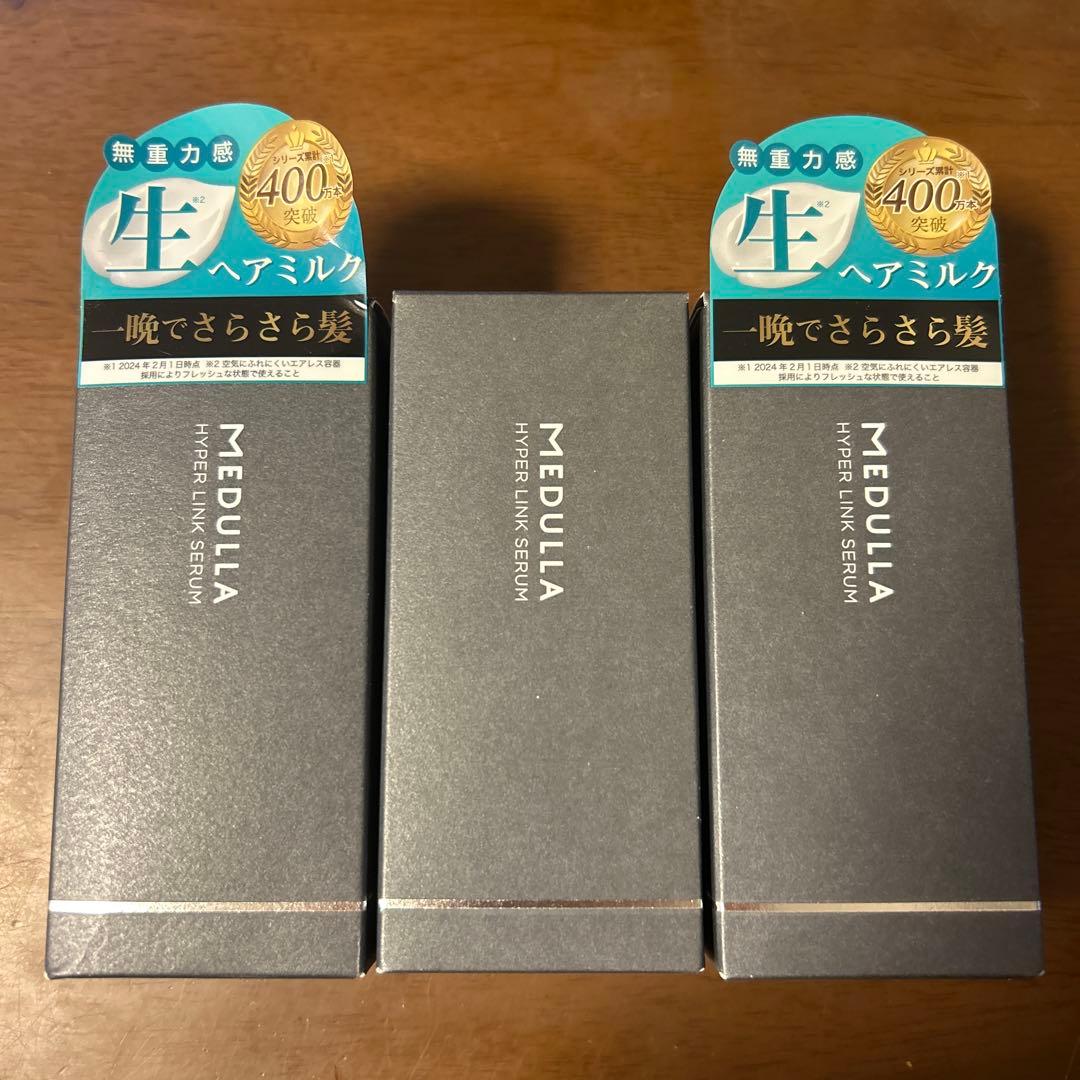 無重力感
シリーズ累計※1
400万本
突破
生※2
ヘアミルク
一晩でさらさら髪
※1 2024年2月1日時点 ※2 空気にふれにくいエアレス容器
採用によりフレッシュな状態で使えること
MEDULLA
HYPER LINK SERUM
MEDULLA
HYPER LINK SERUM
無重力感
シリーズ累計※1
400万本
突破
生※2
ヘアミルク
一晩でさらさら髪
※1 2024年2月1日時点 ※2 空気にふれにくいエアレス容器
採用によりフレッシュな状態で使えること
MEDULLA
HYPER LINK SERUM